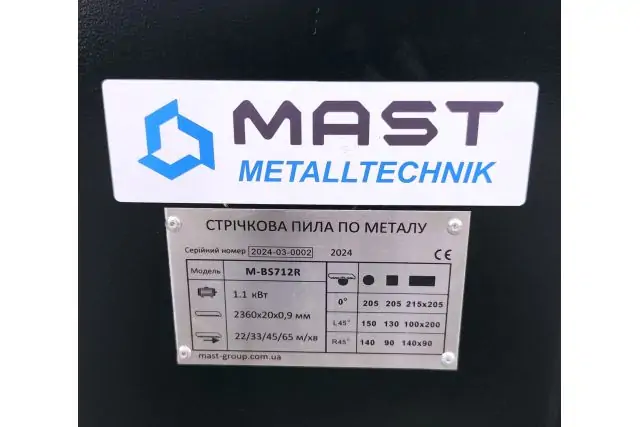 MAST
METALLTECHNIK
СТРІЧКОВА ПИЛА ПО МЕТАЛУ
Серійний номер 2024-03-0002 2024 CE
Модель M-BS712R
1.1 кВт 0° 205 205 215x205
2360x20x0,9 мм L45° 150 130 100x200
22/33/45/65 м/хв R45° 140 90 140x90
mast-group.com.ua